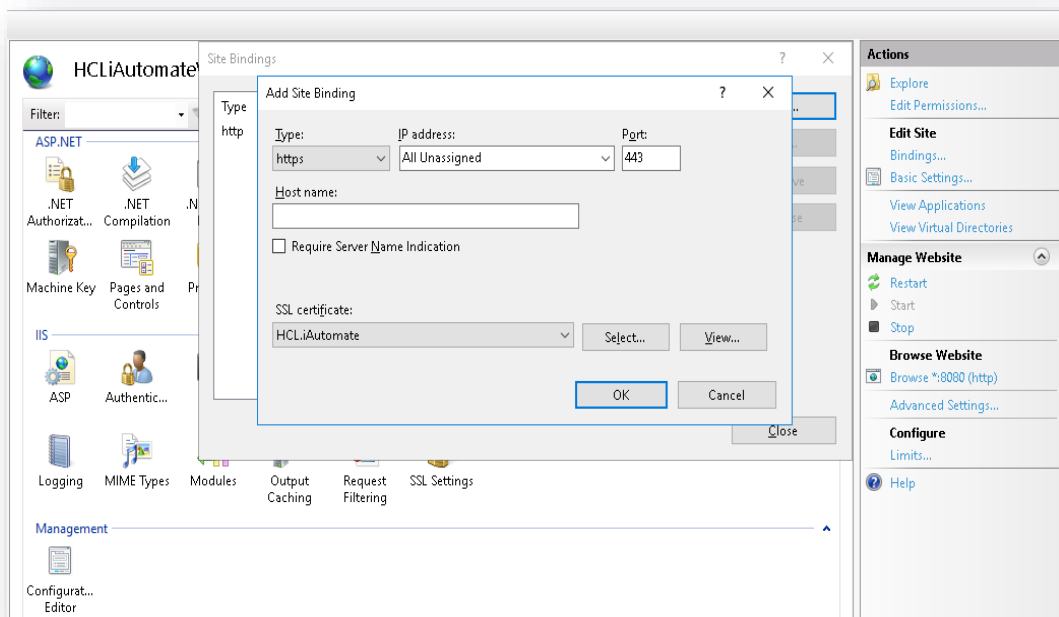 HCLiAutomate
Filter:
ASP.NET
.NET
Authorizat...
.NET
Compilation
Machine Key
Pages and
Controls
IIS
ASP
Authentic...
Logging
MIME Types
Modules
Output
Caching
Request
Filtering
SSL Settings
Management
Configurat...
Editor
Site Bindings
?
Type
http
Close
Add Site Binding
?
Type:
IP address:
Port:
https
All Unassigned
443
Host name:
Require Server Name Indication
SSL certificate:
HCL.iAutomate
Select...
View...
OK
Cancel
Actions
Explore
Edit Permissions...
Edit Site
Bindings...
Basic Settings...
View Applications
View Virtual Directories
Manage Website
Restart
Start
Stop
Browse Website
Browse *:8080 (http)
Advanced Settings...
Configure
Limits...
Help